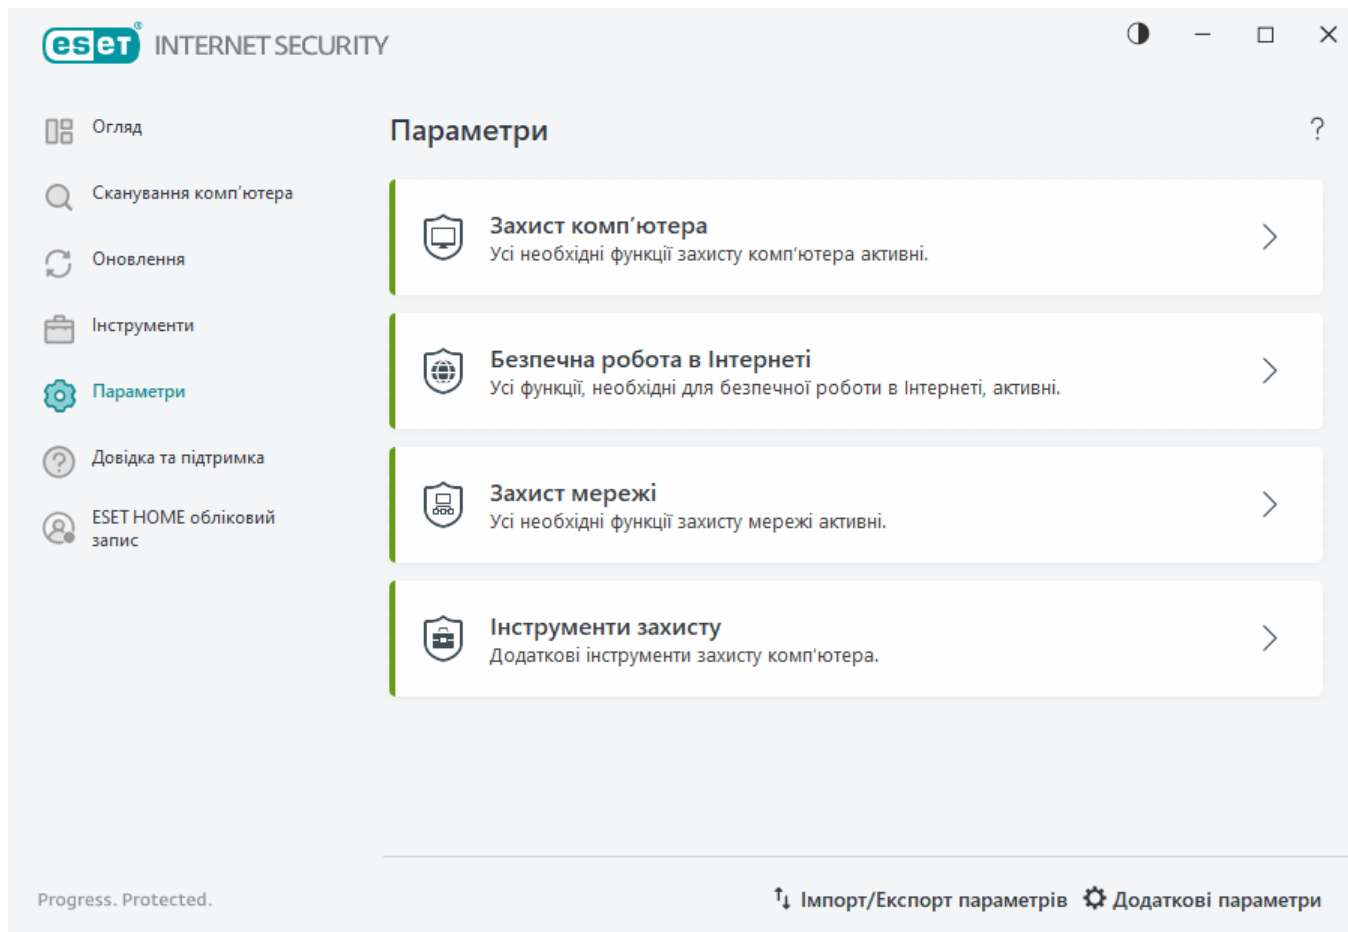 eset® INTERNET SECURITY
Огляд
Сканування комп'ютера
Оновлення
Інструменти
Параметри
Довідка та підтримка
ESET HOME обліковий
запис
Параметри
?
Захист комп'ютера
Усі необхідні функції захисту комп'ютера активні.
Безпечна робота в Інтернеті
Усі функції, необхідні для безпечної роботи в Інтернеті, активні.
Захист мережі
Усі необхідні функції захисту мережі активні.
Інструменти захисту
Додаткові інструменти захисту комп'ютера.
Progress. Protected.
Імпорт/Експорт параметрів Додаткові параметри